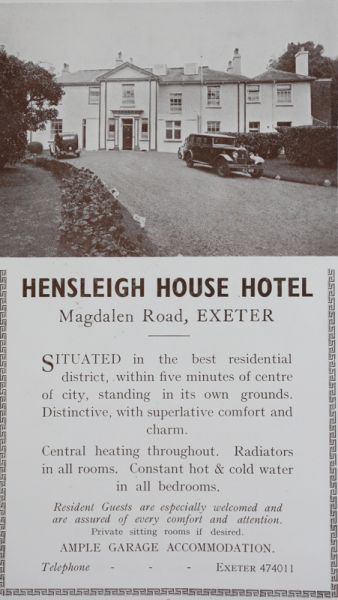 HENSLEIGH HOUSE HOTEL
Magdalen Road, EXETER
SITUATED in the best residential
district, within five minutes of centre
of city, standing in its own grounds.
Distinctive, with superlative comfort and
charm.
Central heating throughout. Radiators
in all rooms. Constant hot & cold water
in all bedrooms.
Resident Guests are especially welcomed and
are assured of every comfort and attention.
Private sitting rooms if desired.
AMPLE GARAGE ACCOMMODATION.
Telephone - - - EXETER 474011